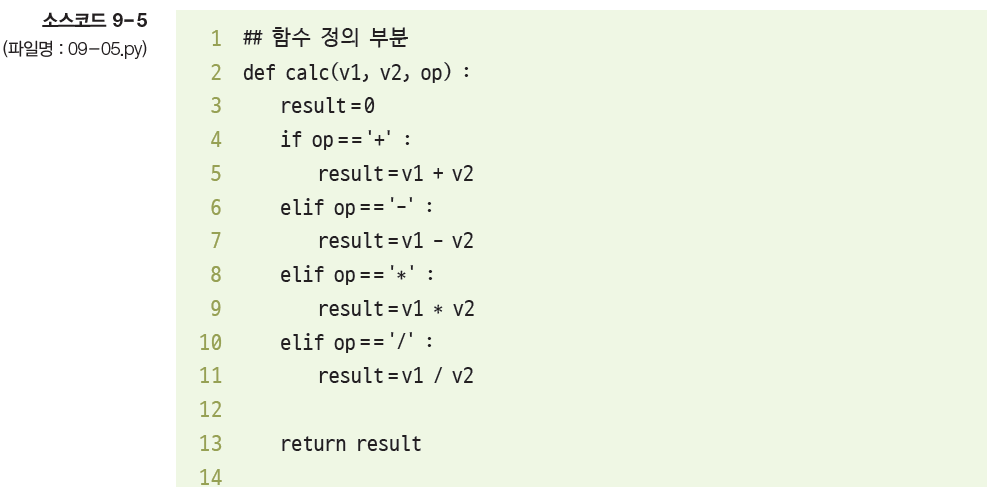 소스코드 9-5
(파일명 : 09-05.py)
1 ## 함수 정의 부분
2 def calc(v1, v2, op) :
3 result=0
4 if op=='+' :
5 result=v1 + v2
6 elif op=='-' :
7 result=v1 - v2
8 elif op=='*' :
9 result=v1 * v2
10 elif op=='/' :
11 result=v1 / v2
12
13 return result
14